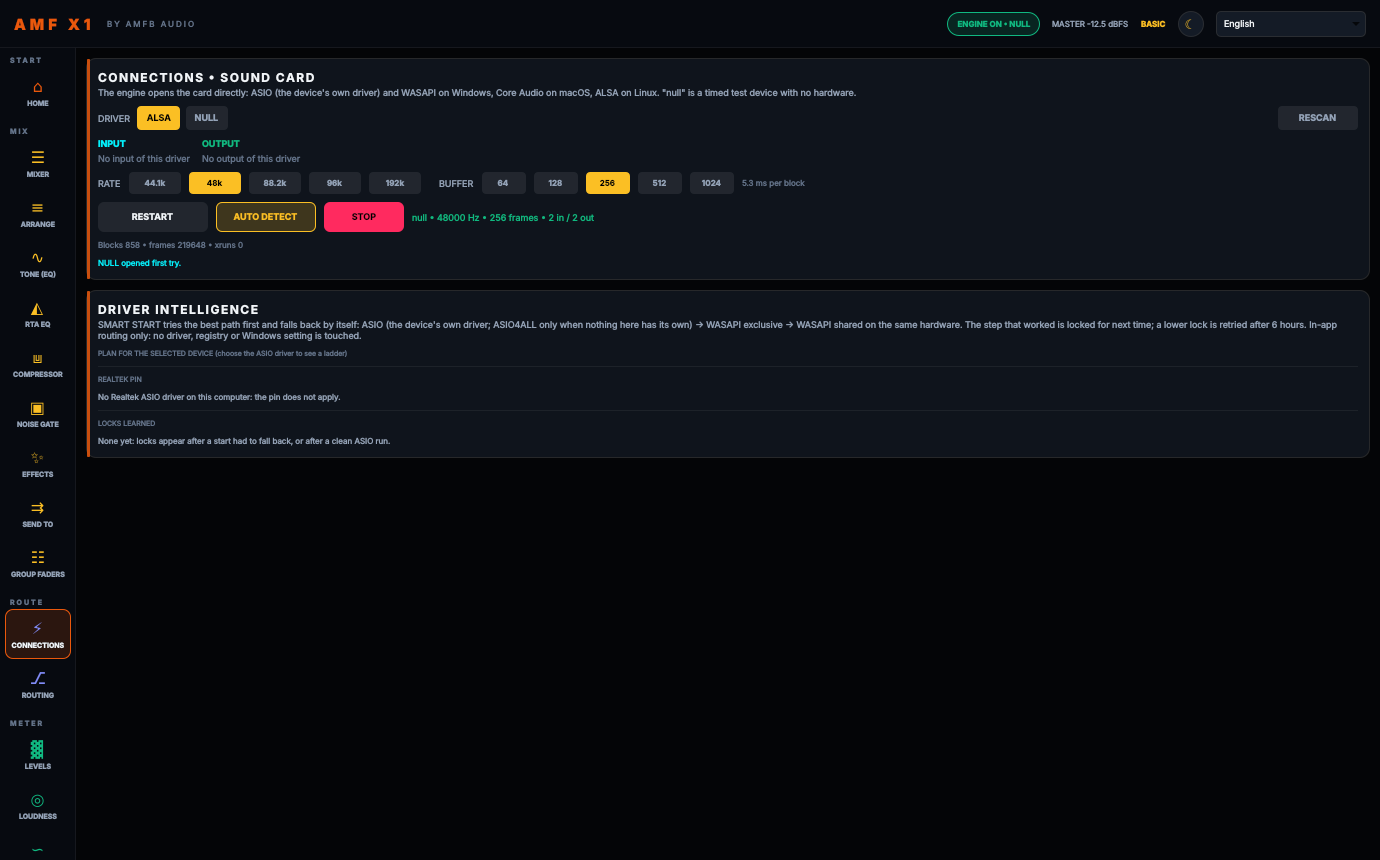 AMF X1 BY AMFB AUDIO
ENGINE ON • NULL MASTER -12.5 dBFS BASIC English
START
HOME
MIX
MIXER
ARRANGE
TONE (EQ)
RTA EQ
COMPRESSOR
NOISE GATE
EFFECTS
SEND TO
GROUP FADERS
ROUTE
CONNECTIONS
ROUTING
METER
LEVELS
LOUDNESS
CONNECTIONS • SOUND CARD
The engine opens the card directly: ASIO (the device's own driver) and WASAPI on Windows, Core Audio on macOS, ALSA on Linux. "null" is a timed test device with no hardware.
DRIVER ALSA NULL RESCAN
INPUT OUTPUT
No input of this driver No output of this driver
RATE 44.1k 48k 88.2k 96k 192k BUFFER 64 128 256 512 1024 5.3 ms per block
RESTART AUTO DETECT STOP null • 48000 Hz • 256 frames • 2 in / 2 out
Blocks 858 • frames 219648 • xruns 0
NULL opened first try.
DRIVER INTELLIGENCE
SMART START tries the best path first and falls back by itself: ASIO (the device's own driver; ASIO4ALL only when nothing here has its own) → WASAPI exclusive → WASAPI shared on the same hardware. The step that worked is locked for next time; a lower lock is retried after 6 hours. In-app
routing only: no driver, registry or Windows setting is touched.
PLAN FOR THE SELECTED DEVICE (choose the ASIO driver to see a ladder)
REALTEK PIN
No Realtek ASIO driver on this computer: the pin does not apply.
LOCKS LEARNED
None yet: locks appear after a start had to fall back, or after a clean ASIO run.